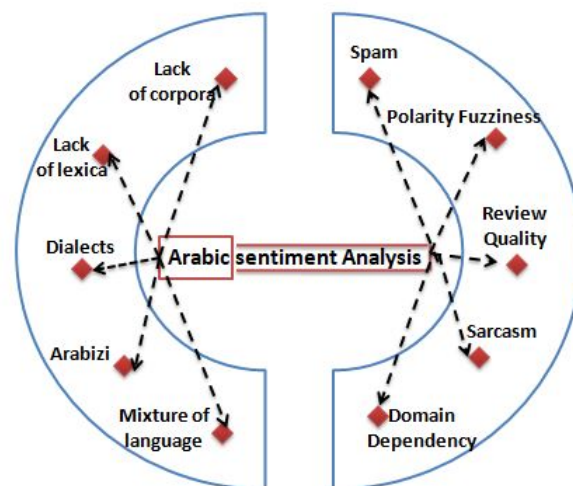 Lack
of corpora
Lack
of lexica
Dialects
Arabizi
Mixture of
language
Arabic sentiment Analysis
Spam
Polarity Fuzziness
Review
Quality
Sarcasm
Domain
Dependency